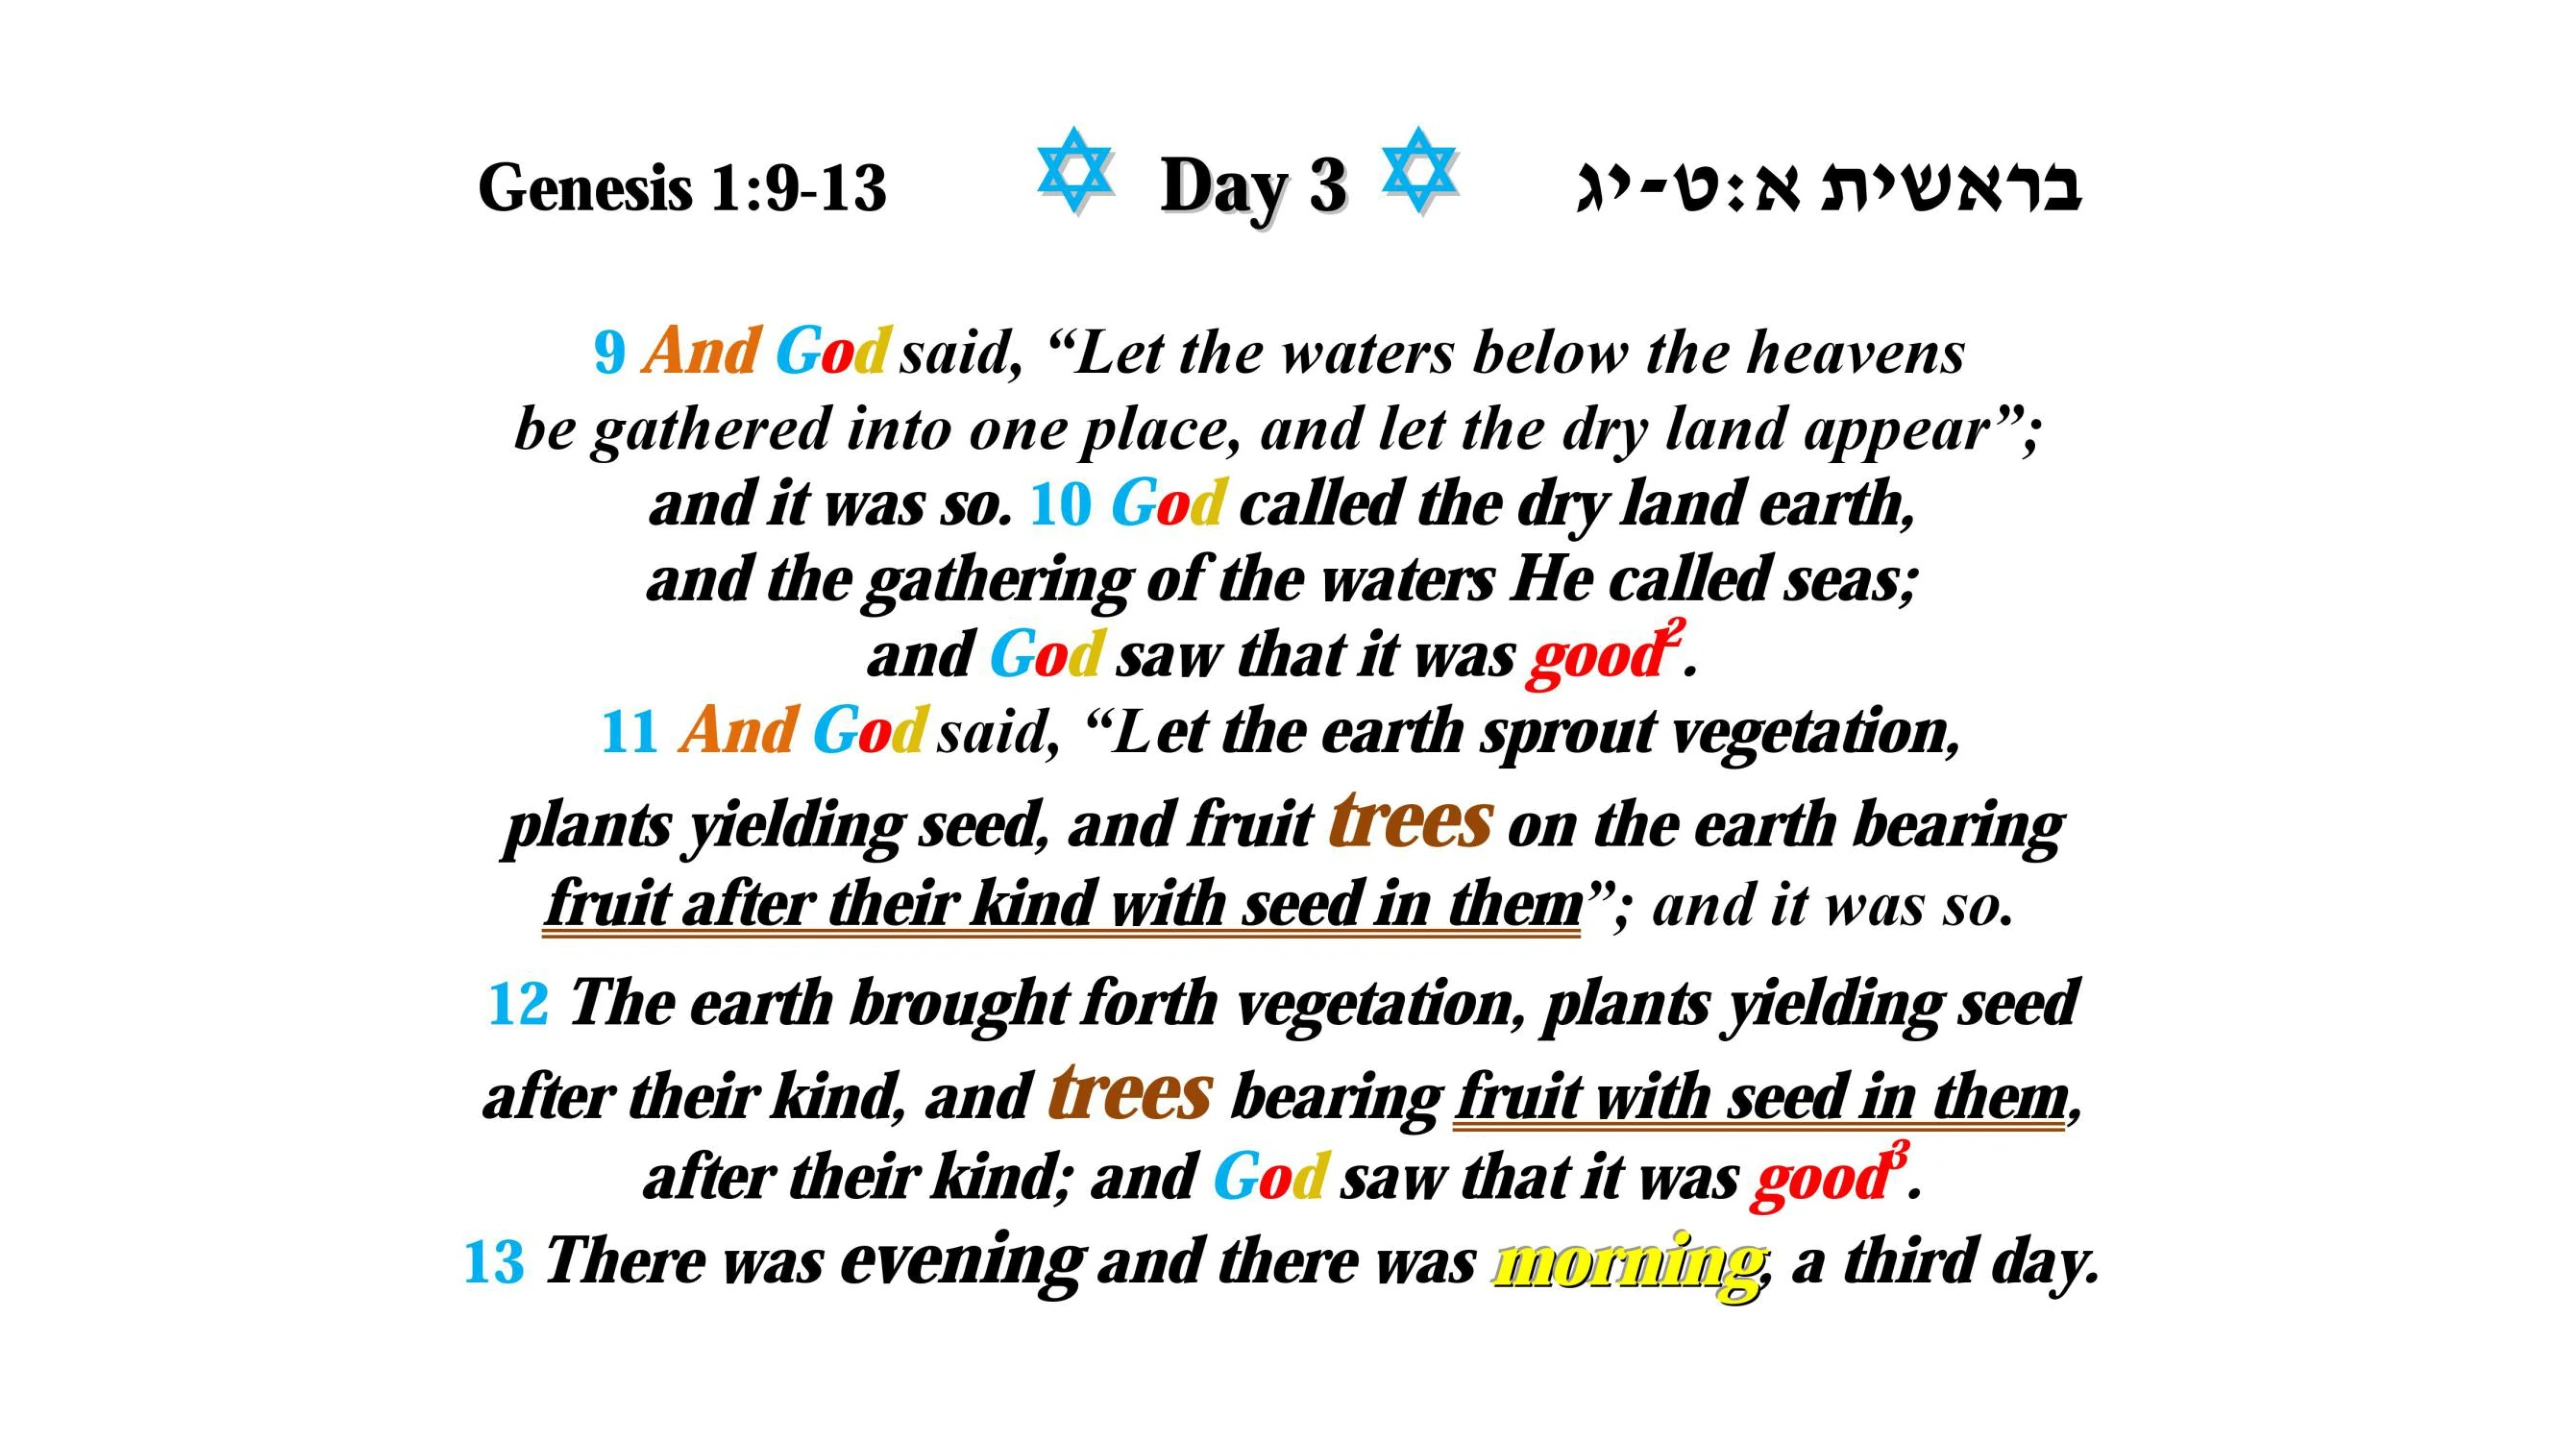 Genesis 1:9-13 ✡ Day 3 ✡ בראשית א:ט-יג
9 And God said, “Let the waters below the heavens
be gathered into one place, and let the dry land appear”;
and it was so. 10 God called the dry land earth,
and the gathering of the waters He called seas;
and God saw that it was good².
11 And God said, “Let the earth sprout vegetation,
plants yielding seed, and fruit trees on the earth bearing
fruit after their kind with seed in them”; and it was so.
12 The earth brought forth vegetation, plants yielding seed
after their kind, and trees bearing fruit with seed in them,
after their kind; and God saw that it was good³.
13 There was evening and there was morning, a third day.